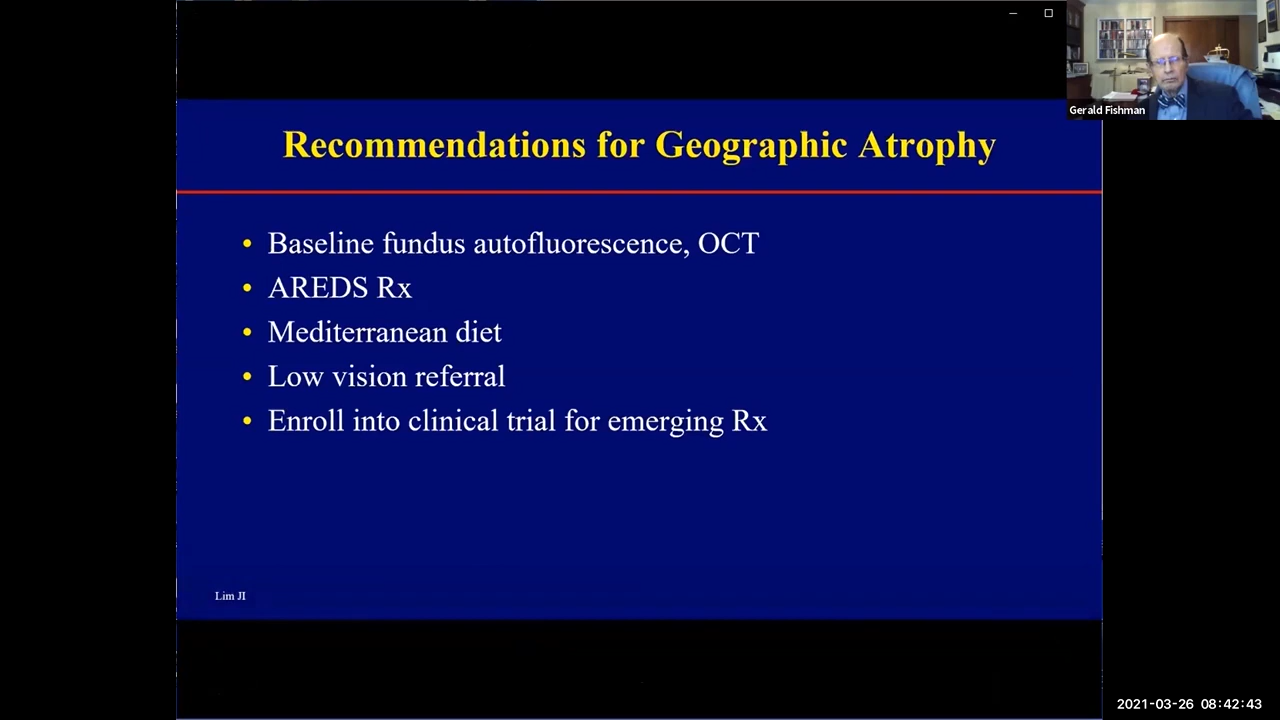 Gerald Fishman
Recommendations for Geographic Atrophy
• Baseline fundus autofluorescence, OCT
• AREDS Rx
• Mediterranean diet
• Low vision referral
• Enroll into clinical trial for emerging Rx
Lim JI
2021-03-26 08:42:43